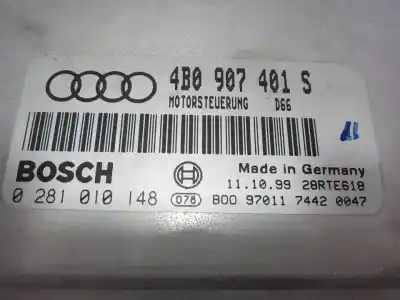 4B0 907 401 S
MOTORSTEUERUNG D66
BOSCH
Made in Germany
11.10.99 28RTE618
0 281 010 148 076 B00 97011 7442 0047